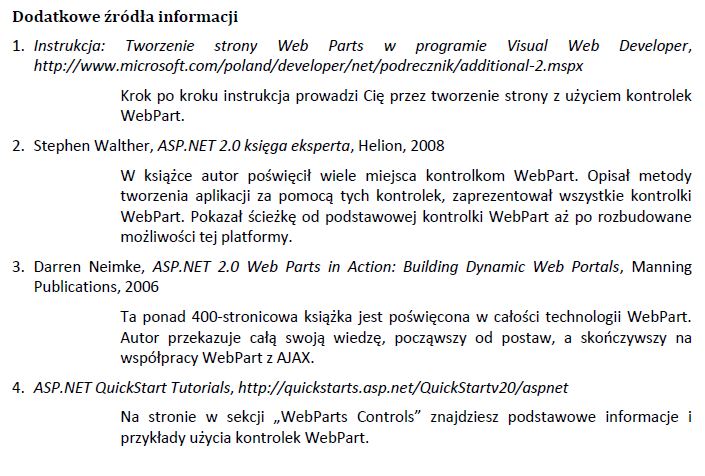 Dodatkowe źródła informacji
1. Instrukcja: Tworzenie strony Web Parts w programie Visual Web Developer,
http://www.microsoft.com/poland/developer/net/podrecznik/additional-2.mspx
Krok po kroku instrukcja prowadzi Cię przez tworzenie strony z użyciem kontrolek
WebPart.
2. Stephen Walther, ASP.NET 2.0 księga eksperta, Helion, 2008
W książce autor poświęcił wiele miejsca kontrolkom WebPart. Opisał metody
tworzenia aplikacji za pomocą tych kontrolek, zaprezentował wszystkie kontrolki
WebPart. Pokazał ścieżkę od podstawowej kontrolki WebPart aż po rozbudowane
możliwości tej platformy.
3. Darren Neimke, ASP.NET 2.0 Web Parts in Action: Building Dynamic Web Portals, Manning
Publications, 2006
Ta ponad 400-stronicowa książka jest poświęcona w całości technologii WebPart.
Autor przekazuje całą swoją wiedzę, począwszy od postaw, a skończywszy na
współpracy WebPart z AJAX.
4. ASP.NET QuickStart Tutorials, http://quickstarts.asp.net/QuickStartv20/aspnet
Na stronie w sekcji „WebParts Controls” znajdziesz podstawowe informacje i
przykłady użycia kontrolek WebPart.